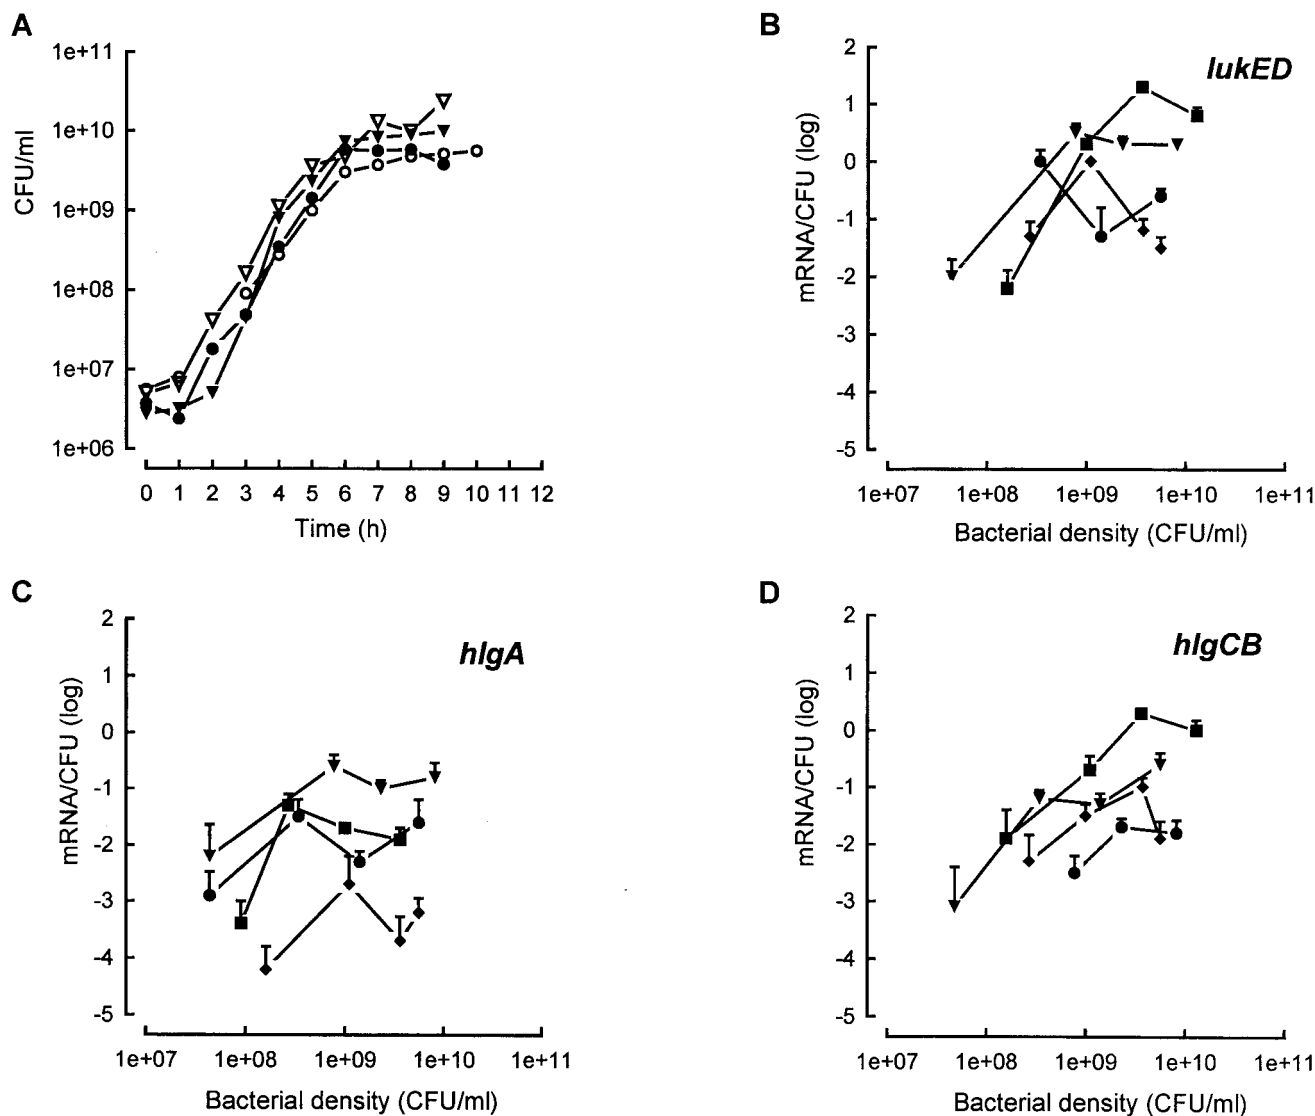 A
1e+11
1e+10
1e+09
1e+08
1e+07
1e+06
CFU/ml
0 1 2 3 4 5 6 7 8 9 10 11 12
Time (h)
B
lukED
2
1
0
-1
-2
-3
-4
-5
mRNA/CFU (log)
1e+07 1e+08 1e+09 1e+10 1e+11
Bacterial density (CFU/ml)
C
hlgA
2
1
0
-1
-2
-3
-4
-5
mRNA/CFU (log)
1e+07 1e+08 1e+09 1e+10 1e+11
Bacterial density (CFU/ml)
D
hlgCB
2
1
0
-1
-2
-3
-4
-5
mRNA/CFU (log)
1e+07 1e+08 1e+09 1e+10 1e+11
Bacterial density (CFU/ml)